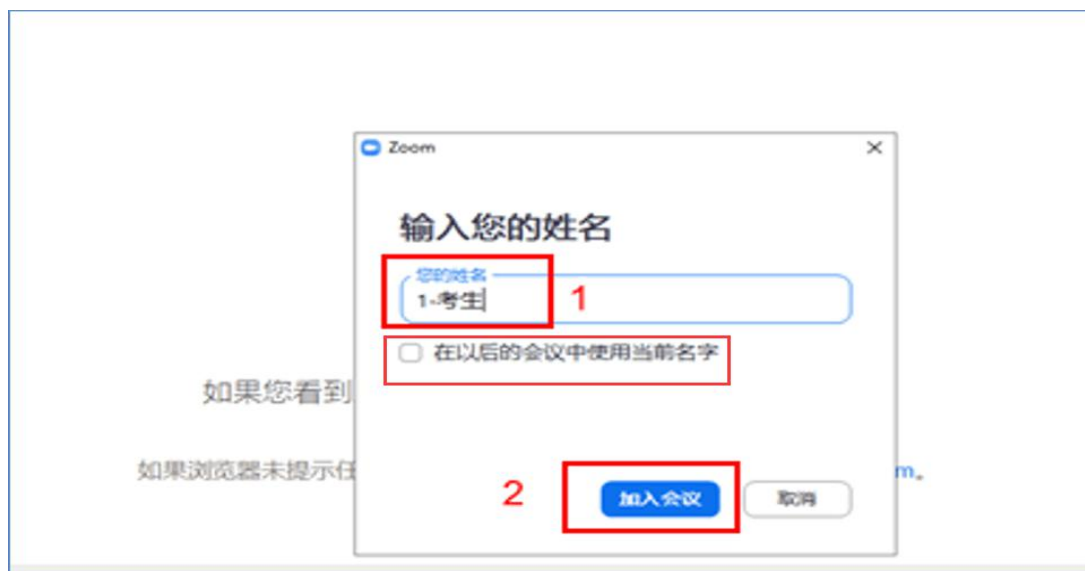 Zoom
输入您的姓名
您的姓名
1-考生
1
在以后的会议中使用当前名字
如果您看到
如果浏览器未提示任
m。
2
加入会议
取消